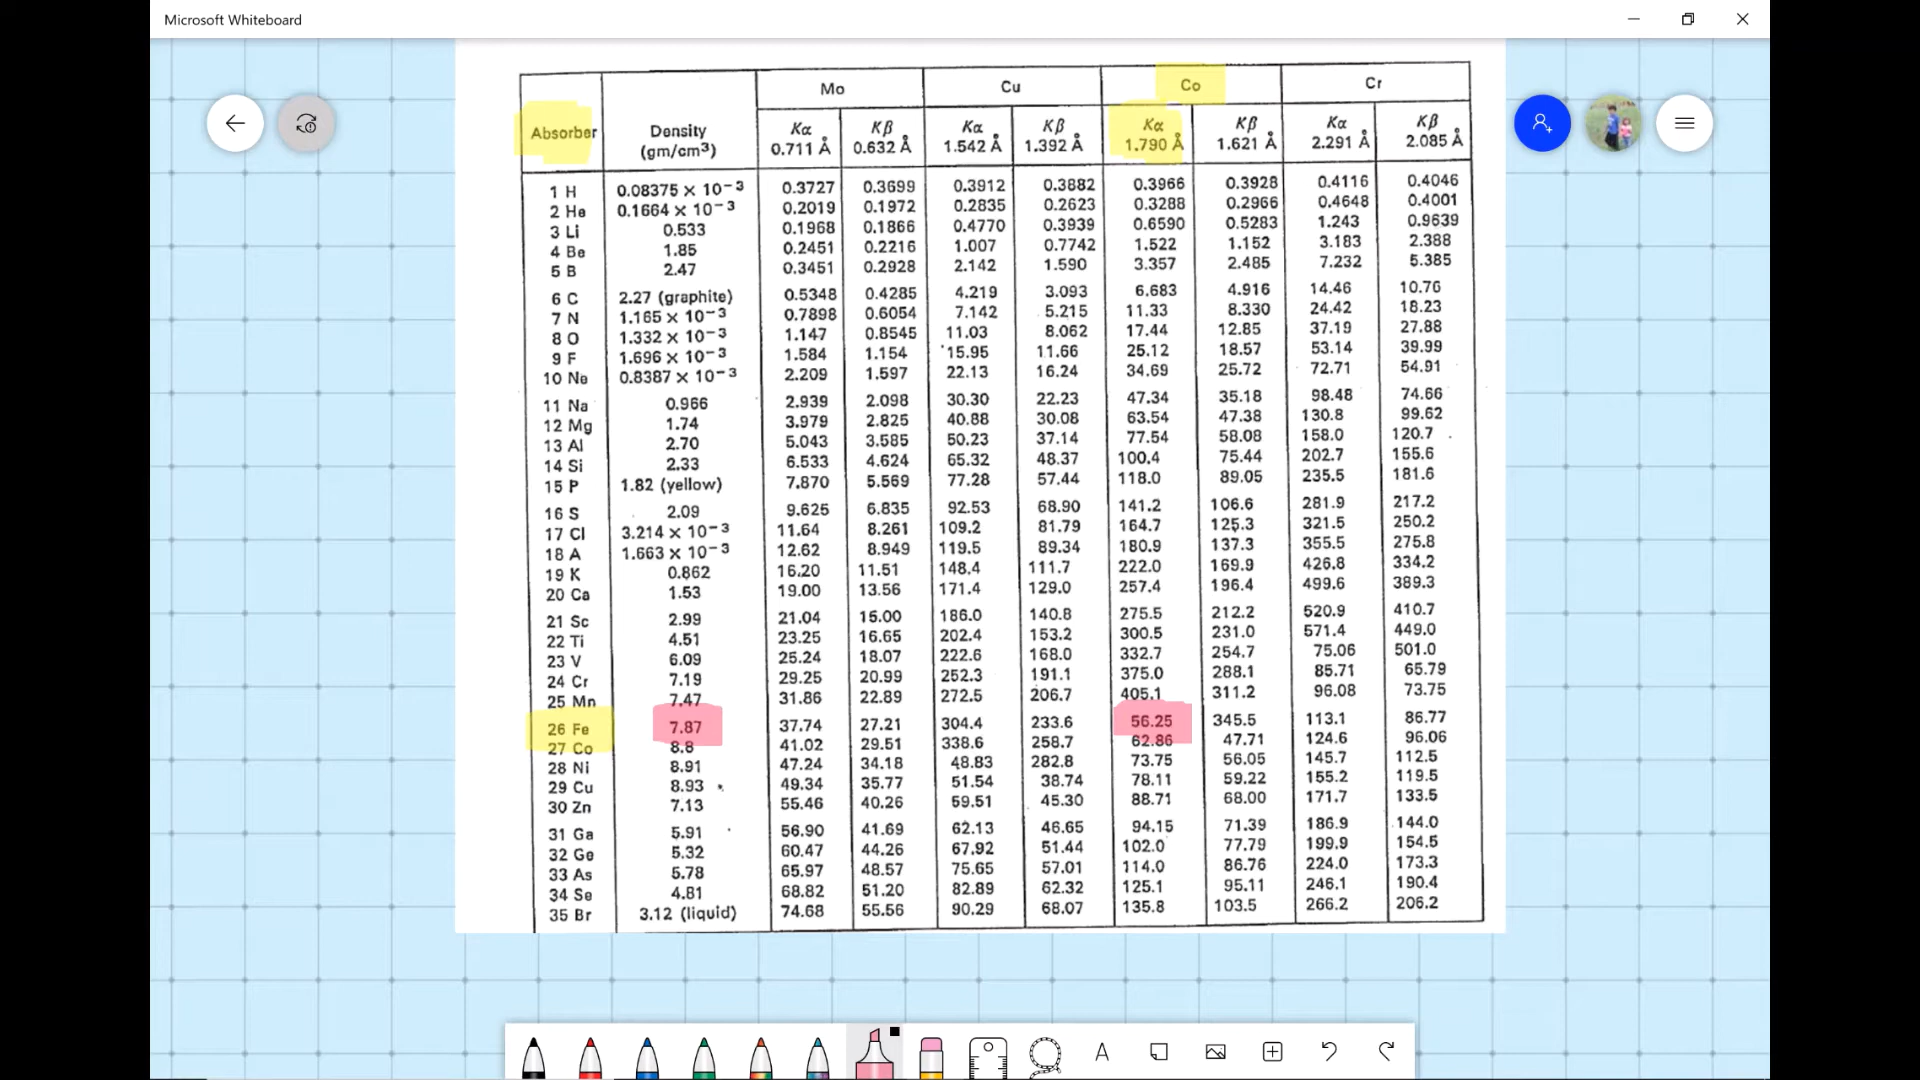 Microsoft Whiteboard
Mo Cu Co Cr
Absorber Density (gm/cm³) Kα 0.711 Å Kβ 0.632 Å Kα 1.542 Å Kβ 1.392 Å Kα 1.790 Å Kβ 1.621 Å Kα 2.291 Å Kβ 2.085 Å
1 H 0.08375 × 10⁻³ 0.3727 0.3699 0.3912 0.3882 0.3966 0.3928 0.4116 0.4046
2 He 0.1664 × 10⁻³ 0.2019 0.1972 0.2835 0.2623 0.3288 0.2966 0.4648 0.4001
3 Li 0.533 0.1968 0.1866 0.4770 0.3939 0.6590 0.5283 1.243 0.9639
4 Be 1.85 0.2451 0.2216 1.007 0.7742 1.522 1.152 3.183 2.388
5 B 2.47 0.3451 0.2928 2.142 1.590 3.357 2.485 7.232 5.385
6 C 2.27 (graphite) 0.5348 0.4285 4.219 3.093 6.683 4.916 14.46 10.76
7 N 1.165 × 10⁻³ 0.7898 0.6054 7.142 5.215 11.33 8.330 24.42 18.23
8 O 1.332 × 10⁻³ 1.147 0.8545 11.03 8.062 17.44 12.85 37.19 27.88
9 F 1.696 × 10⁻³ 1.584 1.154 15.95 11.66 25.12 18.57 53.14 39.99
10 Ne 0.8387 × 10⁻³ 2.209 1.597 22.13 16.24 34.69 25.72 72.71 54.91
11 Na 0.966 2.939 2.098 30.30 22.23 47.34 35.18 98.48 74.66
12 Mg 1.74 3.979 2.825 40.88 30.08 63.54 47.38 130.8 99.62
13 Al 2.70 5.043 3.585 50.23 37.14 77.54 58.08 158.0 120.7
14 Si 2.33 6.533 4.624 65.32 48.37 100.4 75.44 202.7 155.6
15 P 1.82 (yellow) 7.870 5.569 77.28 57.44 118.0 89.05 235.5 181.6
16 S 2.09 9.625 6.835 92.53 68.90 141.2 106.6 281.9 217.2
17 Cl 3.214 × 10⁻³ 11.64 8.261 109.2 81.79 164.7 125.3 321.5 250.2
18 A 1.663 × 10⁻³ 12.62 8.949 119.5 89.34 180.9 137.3 355.5 275.8
19 K 0.862 16.20 11.51 148.4 111.7 222.0 169.9 426.8 334.2
20 Ca 1.53 19.00 13.56 171.4 129.0 257.4 196.4 499.6 389.3
21 Sc 2.99 21.04 15.00 186.0 140.8 275.5 212.2 520.9 410.7
22 Ti 4.51 23.25 16.65 202.4 153.2 300.5 231.0 571.4 449.0
23 V 6.09 25.24 18.07 222.6 168.0 332.7 254.7 75.06 501.0
24 Cr 7.19 29.25 20.99 252.3 191.1 375.0 288.1 85.71 65.79
25 Mn 7.47 31.86 22.89 272.5 206.7 405.1 311.2 96.08 73.75
26 Fe 7.87 37.74 27.21 304.4 233.6 56.25 345.5 113.1 86.77
27 Co 8.8 41.02 29.51 338.6 258.7 62.86 47.71 124.6 96.06
28 Ni 8.91 47.24 34.18 48.83 282.8 73.75 56.05 145.7 112.5
29 Cu 8.93 49.34 35.77 51.54 38.74 78.11 59.22 155.2 119.5
30 Zn 7.13 55.46 40.26 59.51 45.30 88.71 68.00 171.7 133.5
31 Ga 5.91 56.90 41.69 62.13 46.65 94.15 71.39 186.9 144.0
32 Ge 5.32 60.47 44.26 67.92 51.44 102.0 77.79 199.9 154.5
33 As 5.78 65.97 48.57 75.65 57.01 114.0 86.76 224.0 173.3
34 Se 4.81 68.82 51.20 82.89 62.32 125.1 95.11 246.1 190.4
35 Br 3.12 (liquid) 74.68 55.56 90.29 68.07 135.8 103.5 266.2 206.2